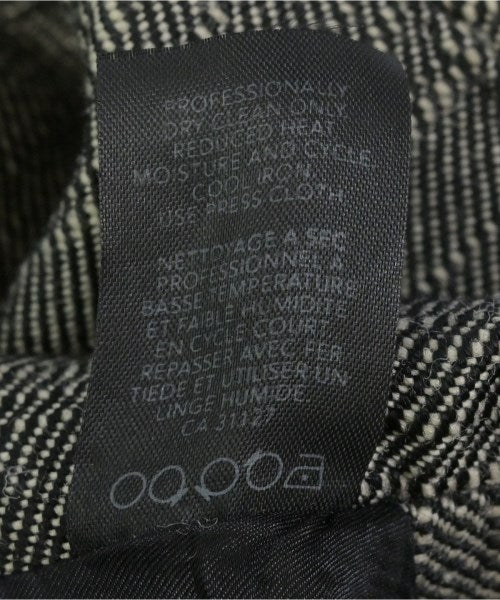 PROFESSIONALLY
DRY CLEAN ONLY
REDUCED HEAT,
MOISTURE AND CYCLE.
COOL IRON,
USE PRESS CLOTH
NETTOYAGE A SEC
PROFESSIONNEL A
BASSE TEMPERATURE
ET FAIBLE HUMIDITE
EN CYCLE COURT.
REPASSER AVEC FER
TIEDE ET UTILISER UN
LINGE HUMIDE.
CA 31127